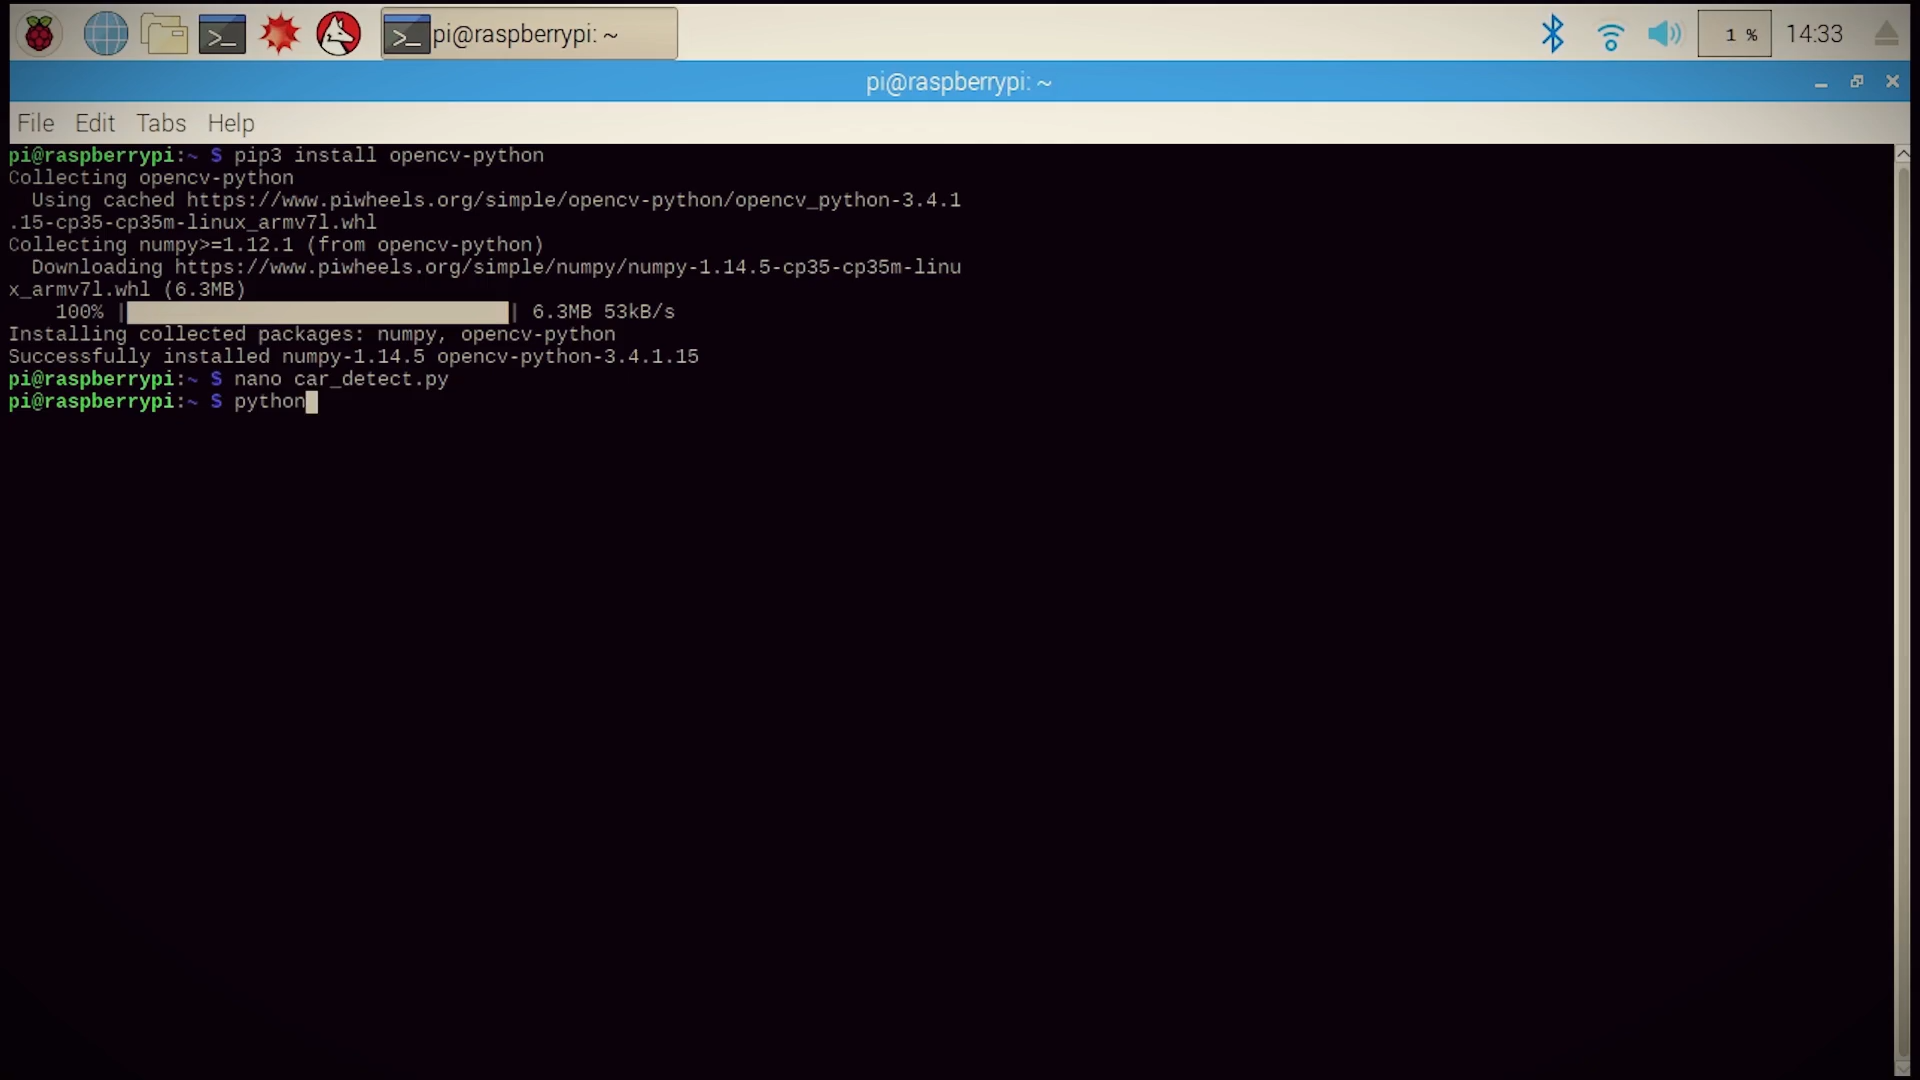 pi@raspberrypi: ~
1 %
14:33
pi@raspberrypi: ~
File Edit Tabs Help
pi@raspberrypi:~ $ pip3 install opencv-python
Collecting opencv-python
  Using cached https://www.piwheels.org/simple/opencv-python/opencv_python-3.4.1
.15-cp35-cp35m-linux_armv7l.whl
Collecting numpy>=1.12.1 (from opencv-python)
  Downloading https://www.piwheels.org/simple/numpy/numpy-1.14.5-cp35-cp35m-linu
x_armv7l.whl (6.3MB)
    100% |████████████████████████████████| 6.3MB 53kB/s
Installing collected packages: numpy, opencv-python
Successfully installed numpy-1.14.5 opencv-python-3.4.1.15
pi@raspberrypi:~ $ nano car_detect.py
pi@raspberrypi:~ $ python